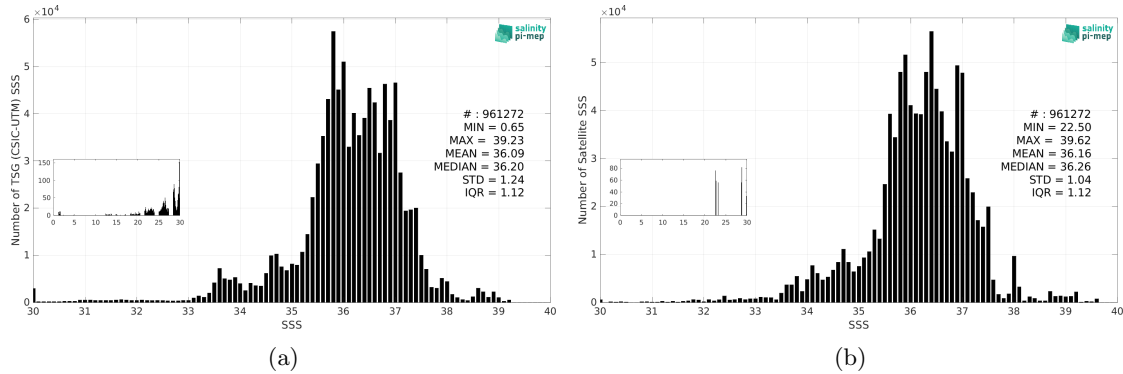 ×10⁴
6
5
4
3
2
1
0
Number of TSG (CSIC-UTM) SSS
salinity
pi-mep
# : 961272
MIN = 0.65
MAX = 39.23
MEAN = 36.09
MEDIAN = 36.20
STD = 1.24
IQR = 1.12
150
100
50
0
0 5 10 15 20 25 30
30 31 32 33 34 35 36 37 38 39 40
SSS
(a)
×10⁴
5
4
3
2
1
0
Number of Satellite SSS
salinity
pi-mep
# : 961272
MIN = 22.50
MAX = 39.62
MEAN = 36.16
MEDIAN = 36.26
STD = 1.04
IQR = 1.12
80
60
40
20
0
0 5 10 15 20 25 30
30 31 32 33 34 35 36 37 38 39 40
SSS
(b)